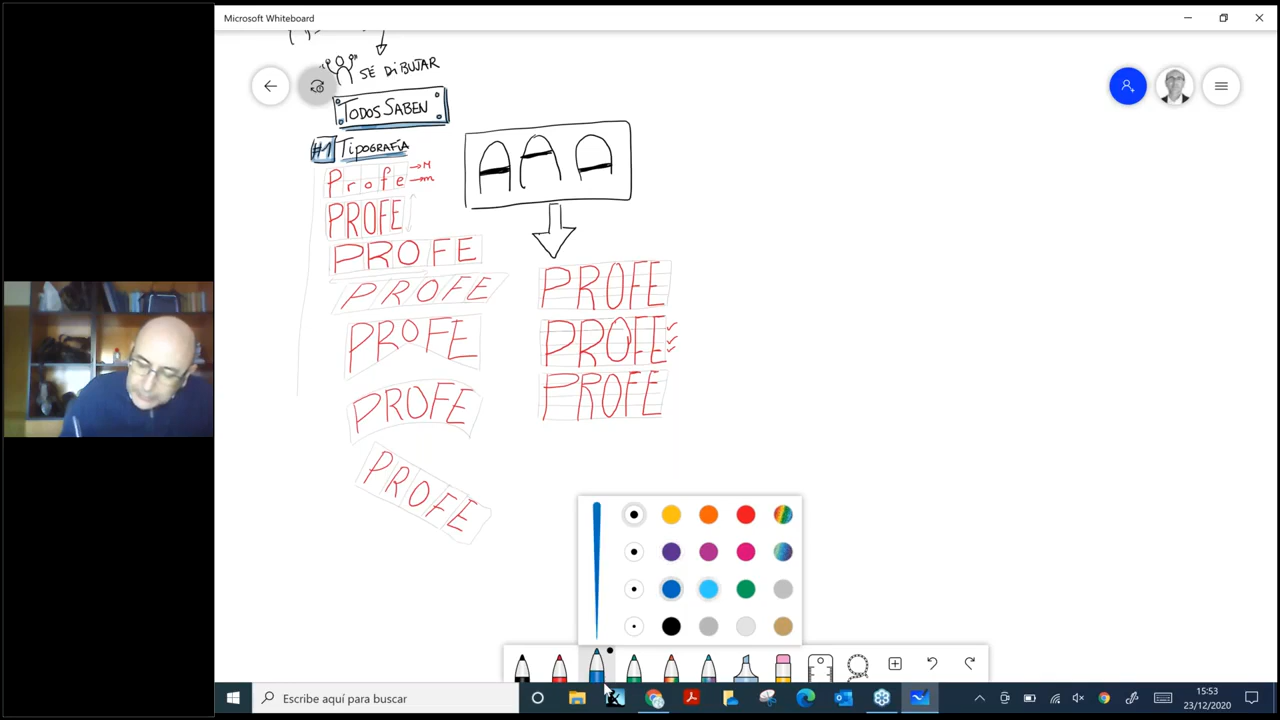 Microsoft Whiteboard
SÉ DIBUJAR
TODOS SABEN
#1 TIPOGRAFÍA
Profe →M
→m
PROFE
PROFE
PROFE
PROFE
PROFE
PROFE
A A A
PROFE
PROFE
PROFE
Escribe aquí para buscar
15:53
23/12/2020